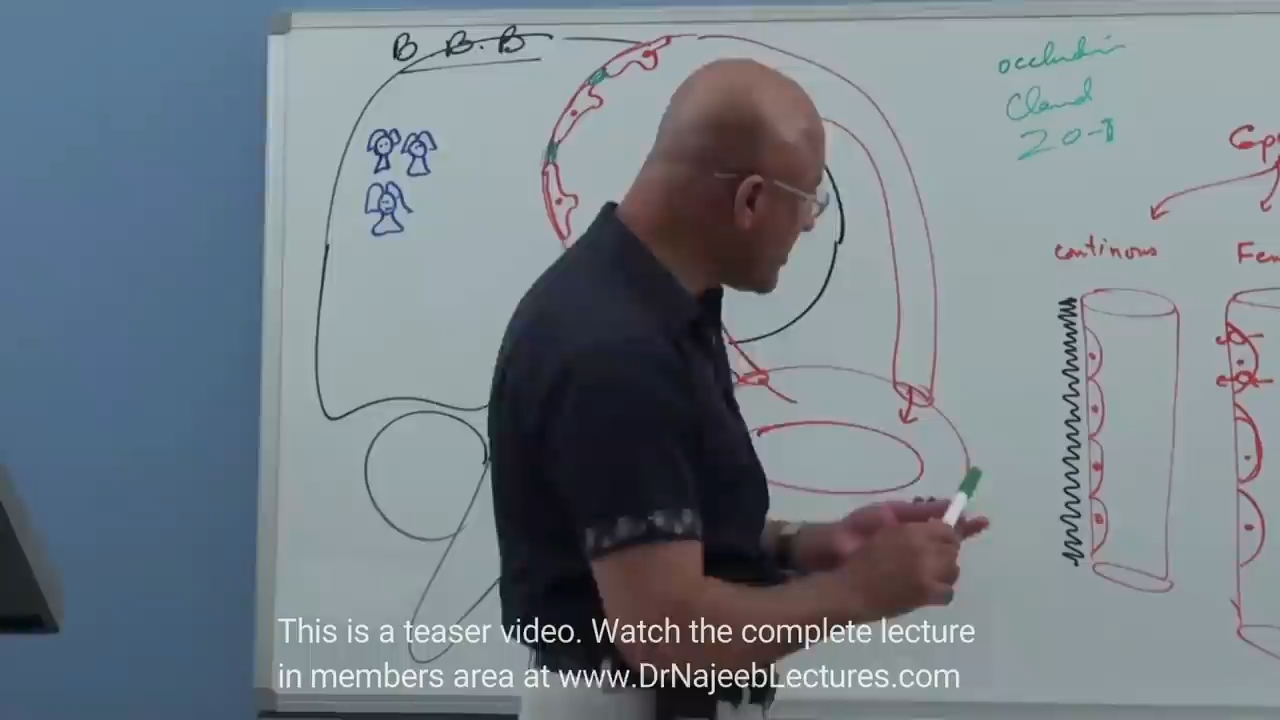 B. B. B
occludin
Claud
ZO-1
continous
This is a teaser video. Watch the complete lecture
in members area at www.DrNajeebLectures.com